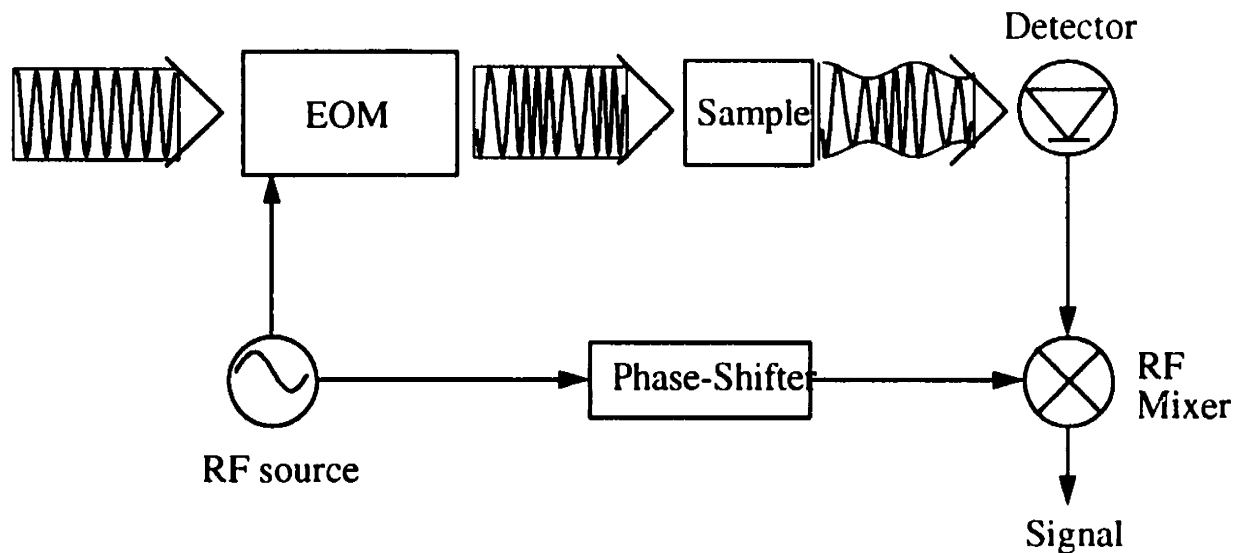 Detector
EOM
Sample
Phase-Shifter
RF
Mixer
RF source
Signal